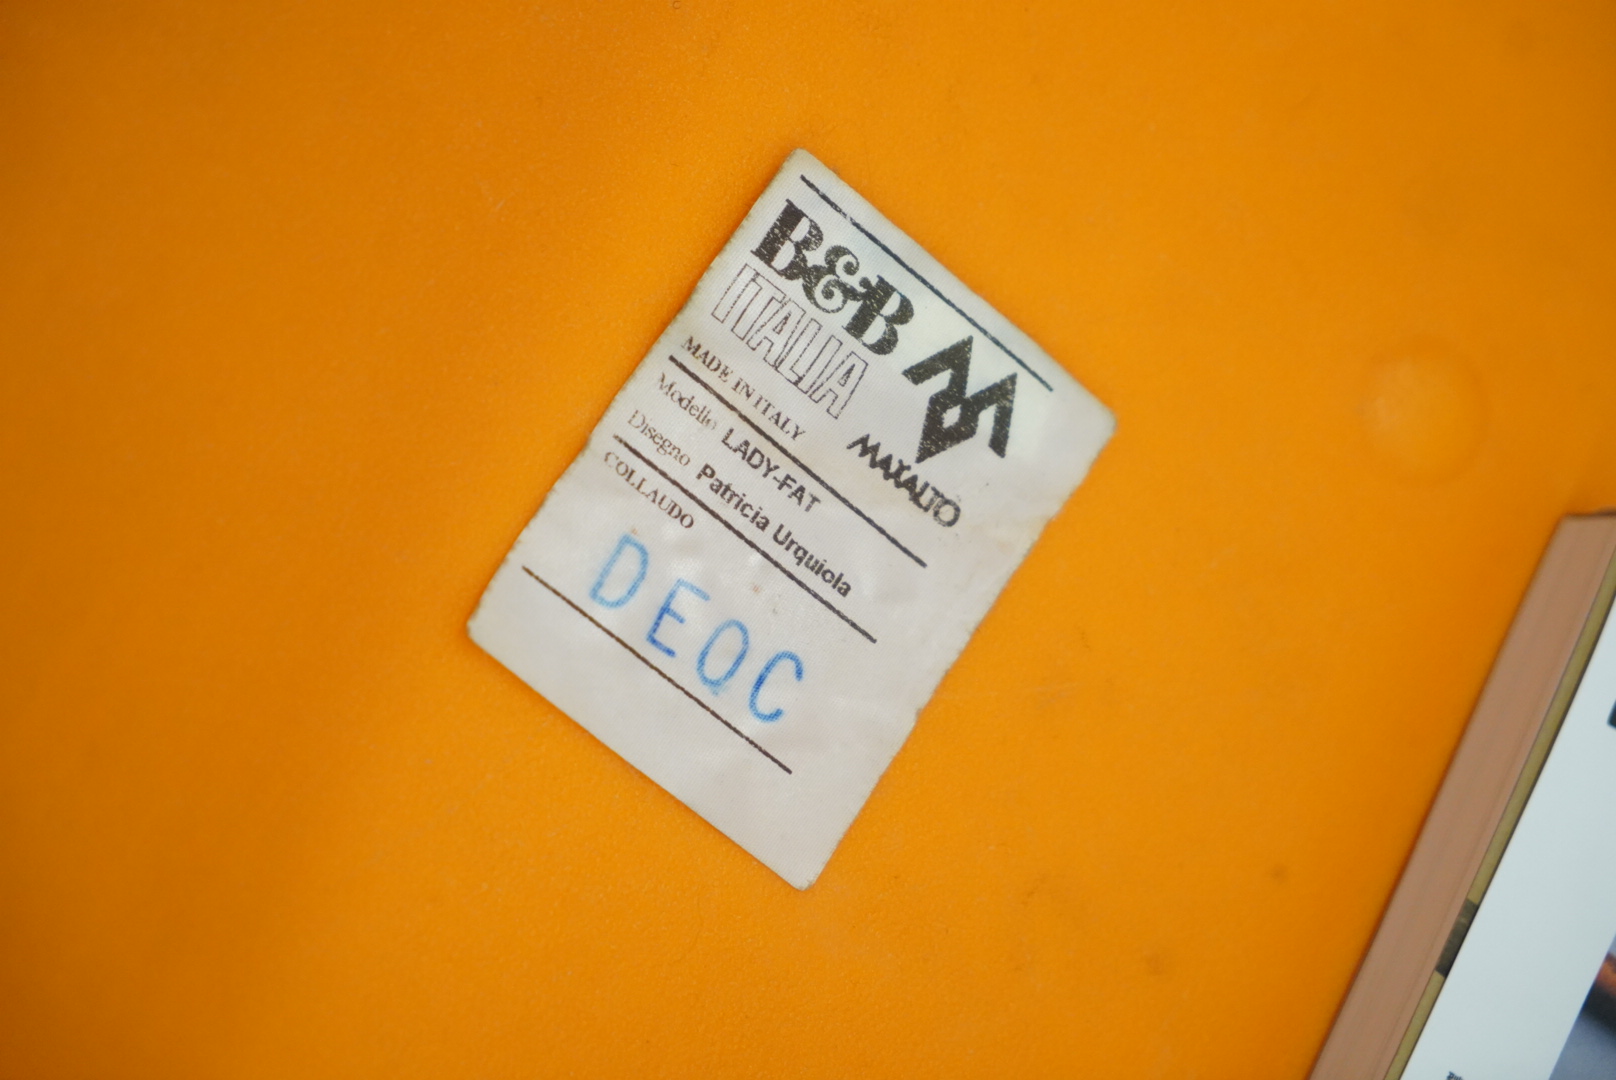 B&B
ITALIA
MAXALTO
MADE IN ITALY
Modello LADY-FAT
Disegno Patricia Urquiola
COLLAUDO
DEQC